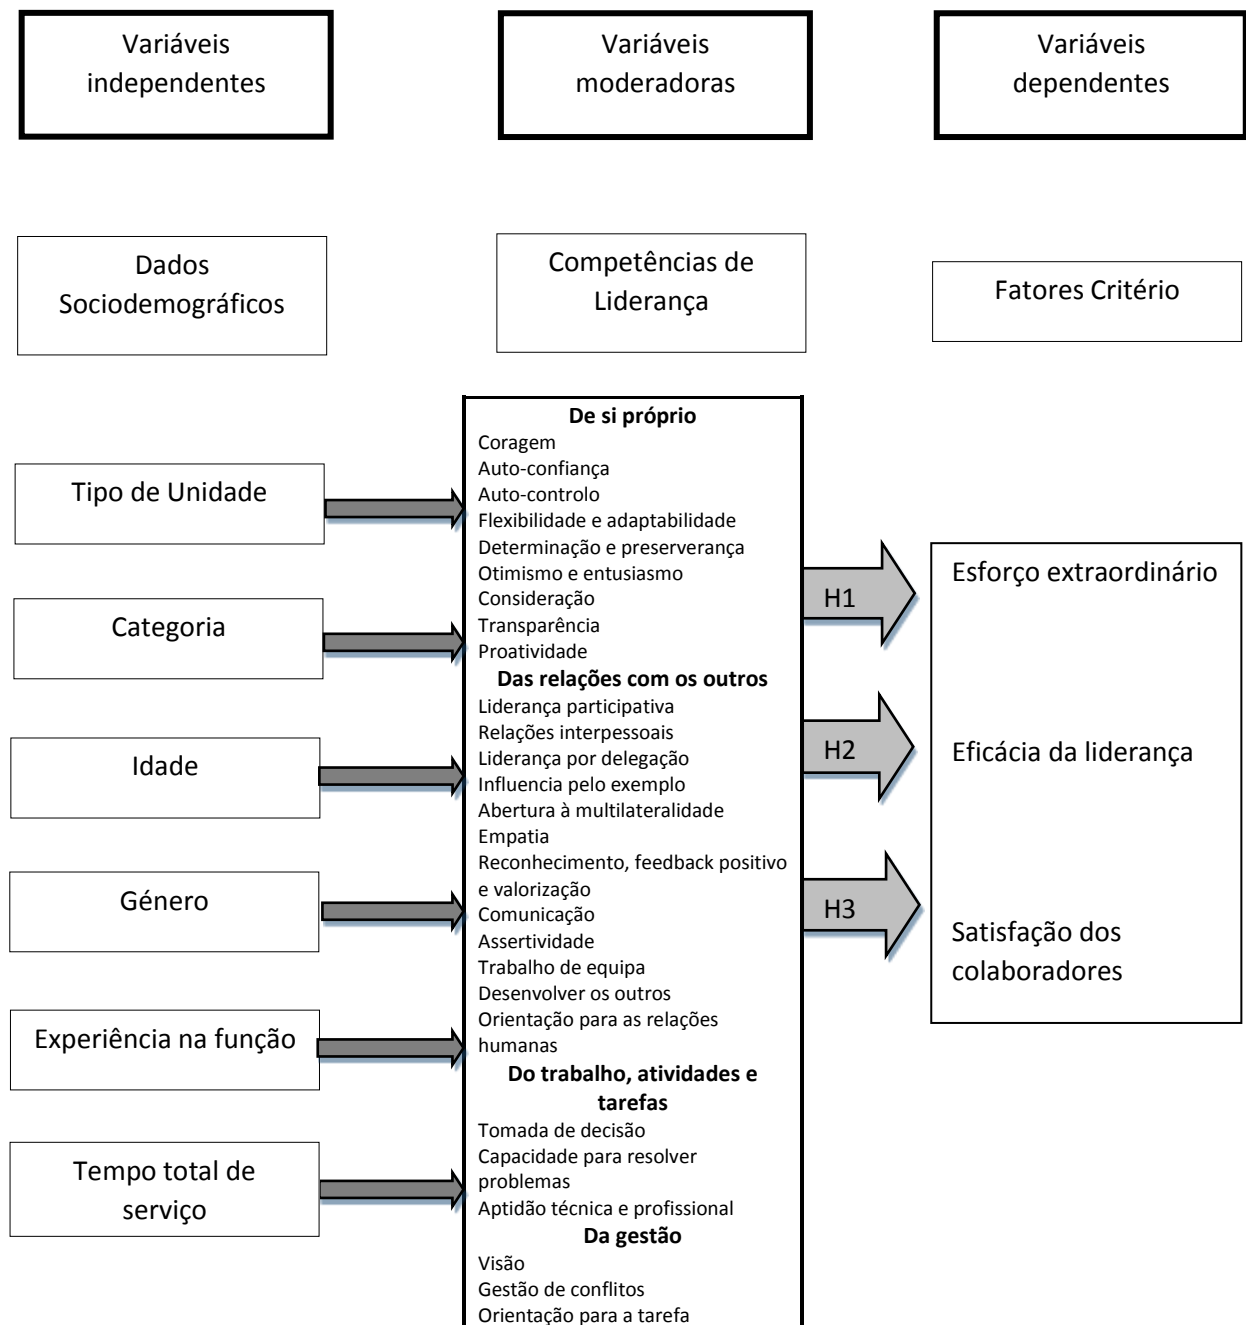 Variáveis
independentes
Variáveis
moderadoras
Variáveis
dependentes
Dados
Sociodemográficos
Competências de
Liderança
Fatores Critério
Tipo de Unidade
Categoria
Idade
Género
Experiência na função
Tempo total de
serviço
De si próprio
Coragem
Auto-confiança
Auto-controlo
Flexibilidade e adaptabilidade
Determinação e preserverança
Otimismo e entusiasmo
Consideração
Transparência
Proatividade
Das relações com os outros
Liderança participativa
Relações interpessoais
Liderança por delegação
Influencia pelo exemplo
Abertura à multilateralidade
Empatia
Reconhecimento, feedback positivo
e valorização
Comunicação
Assertividade
Trabalho de equipa
Desenvolver os outros
Orientação para as relações
humanas
Do trabalho, atividades e
tarefas
Tomada de decisão
Capacidade para resolver
problemas
Aptidão técnica e profissional
Da gestão
Visão
Gestão de conflitos
Orientação para a tarefa
H1
H2
H3
Esforço extraordinário
Eficácia da liderança
Satisfação dos
colaboradores